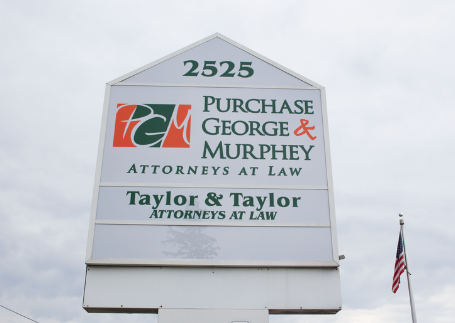 2525
PGM
PURCHASE
GEORGE &
MURPHEY
ATTORNEYS AT LAW
Taylor & Taylor
ATTORNEYS AT LAW